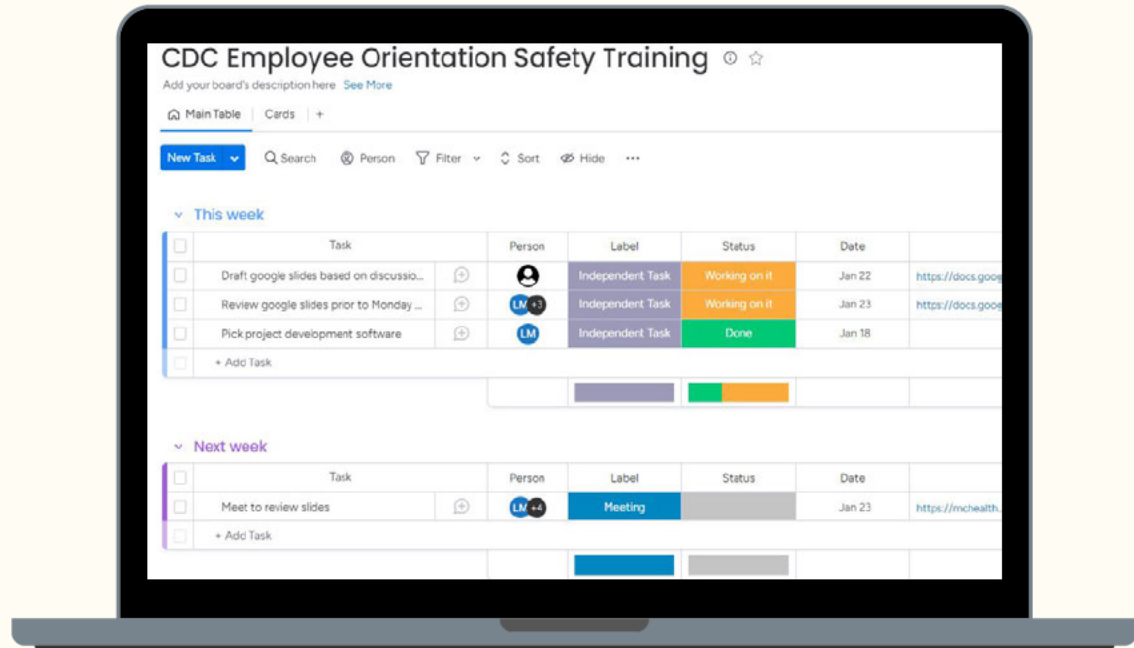 CDC Employee Orientation Safety Training
Add your board's description here See More
Main Table Cards +
New Task Search Person Filter Sort Hide ...
This week
Task Person Label Status Date
Draft google slides based on discussio... Independent Task Working on it Jan 22 https://docs.goog
Review google slides prior to Monday ... LM +3 Independent Task Working on it Jan 23 https://docs.goog
Pick project development software LM Independent Task Done Jan 18
+ Add Task
Next week
Task Person Label Status Date
Meet to review slides LM +4 Meeting Jan 23 https://mchealth.
+ Add Task